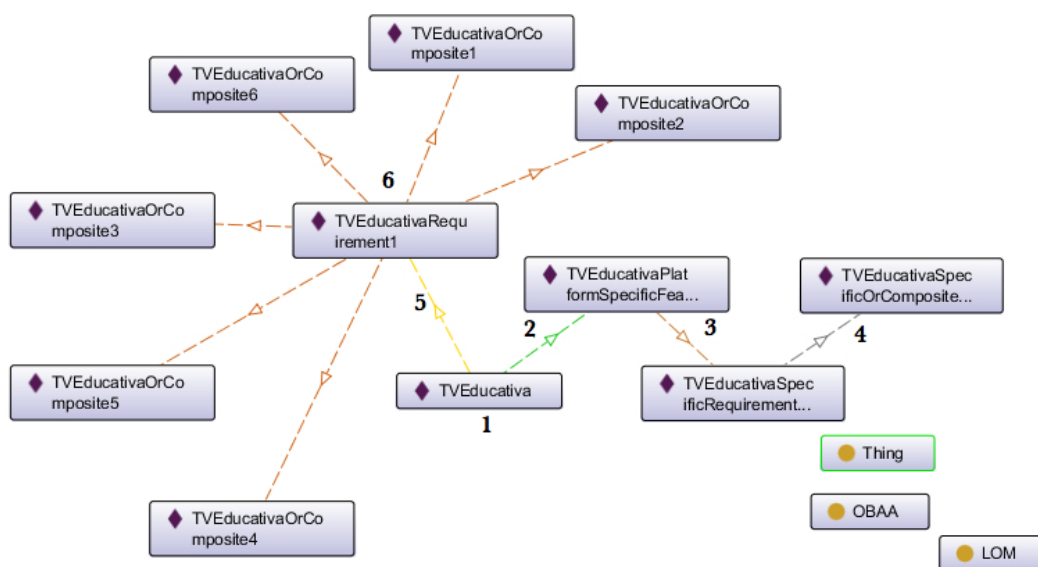 TVEducativaOrCo
mposite1
TVEducativaOrCo
mposite6
TVEducativaOrCo
mposite2
6
TVEducativaOrCo
mposite3
TVEducativaRequ
irement1
TVEducativaPlat
formSpecificFea...
TVEducativaSpec
ificOrComposite...
5
2
3
4
TVEducativaOrCo
mposite5
TVEducativa
1
TVEducativaSpec
ificRequirement...
Thing
OBAA
TVEducativaOrCo
mposite4
LOM